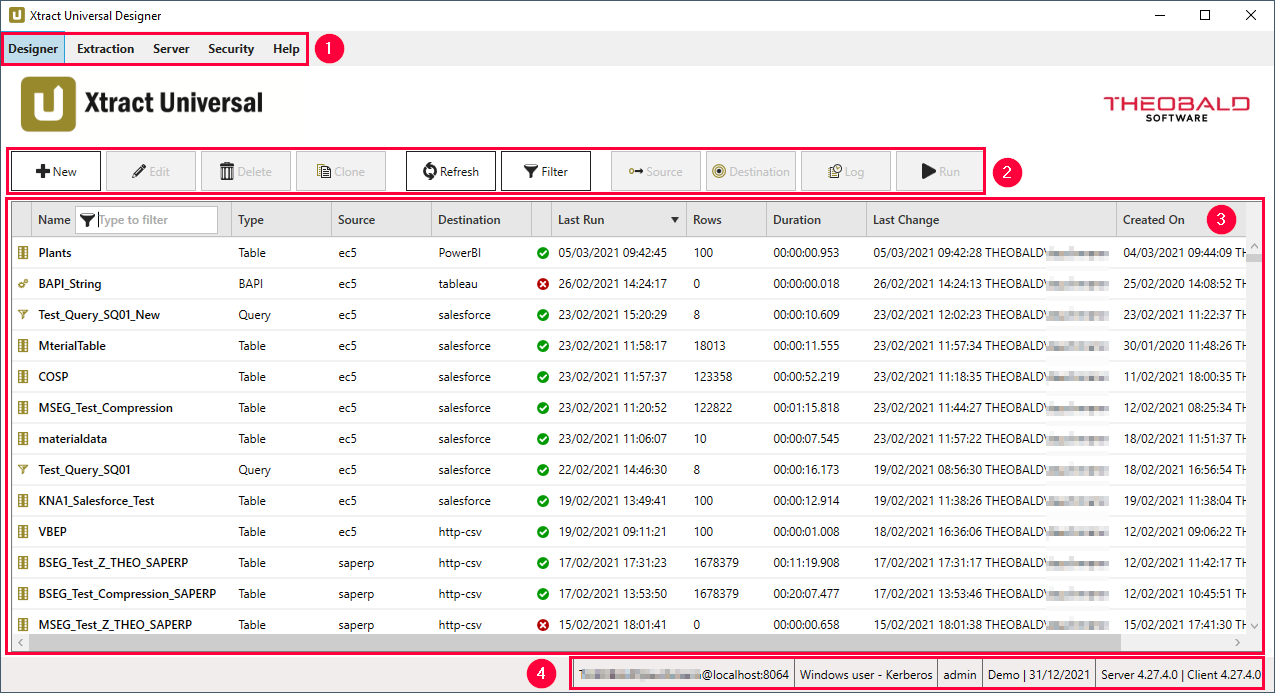 Xtract Universal Designer
Designer Extraction Server Security Help 1
Xtract Universal
THEOBALD
SOFTWARE
New Edit Delete Clone Refresh Filter Source Destination Log Run 2
Name Type to filter Type Source Destination Last Run Rows Duration Last Change Created On 3
Plants Table ec5 PowerBI 05/03/2021 09:42:45 100 00:00:00.953 05/03/2021 09:42:28 THEOBALD\ 04/03/2021 09:44:09 TH
BAPI_String BAPI ec5 tableau 26/02/2021 14:24:17 0 00:00:00.018 26/02/2021 14:24:13 THEOBALD\ 25/02/2020 14:08:52 TH
Test_Query_SQ01_New Query ec5 salesforce 23/02/2021 15:20:29 8 00:00:10.609 23/02/2021 12:02:23 THEOBALD\ 23/02/2021 11:22:37 TH
MterialTable Table ec5 salesforce 23/02/2021 11:58:17 18013 00:00:11.555 23/02/2021 11:57:34 THEOBALD\ 30/01/2020 11:48:26 TH
COSP Table ec5 salesforce 23/02/2021 11:57:37 123358 00:00:52.219 23/02/2021 11:18:35 THEOBALD\ 11/02/2021 18:00:35 TH
MSEG_Test_Compression Table ec5 salesforce 23/02/2021 11:20:52 122822 00:01:15.818 23/02/2021 11:44:27 THEOBALD\ 12/02/2021 08:25:34 TH
materialdata Table ec5 salesforce 23/02/2021 11:06:07 10 00:00:07.545 23/02/2021 11:57:22 THEOBALD\ 18/02/2021 11:51:37 TH
Test_Query_SQ01 Query ec5 salesforce 22/02/2021 14:46:30 8 00:00:16.173 19/02/2021 08:56:30 THEOBALD\ 18/02/2021 16:56:54 TH
KNA1_Salesforce_Test Table ec5 salesforce 19/02/2021 13:49:41 100 00:00:12.914 19/02/2021 11:38:26 THEOBALD\ 19/02/2021 11:38:04 TH
VBEP Table ec5 http-csv 19/02/2021 09:11:21 100 00:00:01.008 18/02/2021 16:36:06 THEOBALD\ 12/02/2021 09:06:22 TH
BSEG_Test_Z_THEO_SAPERP Table saperp http-csv 17/02/2021 17:31:23 1678379 00:11:19.908 17/02/2021 17:31:17 THEOBALD\ 12/02/2021 11:42:17 TH
BSEG_Test_Compression_SAPERP Table saperp http-csv 17/02/2021 13:53:50 1678379 00:20:07.477 17/02/2021 13:53:46 THEOBALD\ 12/02/2021 10:45:51 TH
MSEG_Test_Z_THEO_SAPERP Table saperp http-csv 15/02/2021 18:01:41 0 00:00:00.658 15/02/2021 18:01:38 THEOBALD\ 15/02/2021 17:41:30 TH
4 @localhost:8064 Windows user - Kerberos admin Demo | 31/12/2021 Server 4.27.4.0 | Client 4.27.4.0